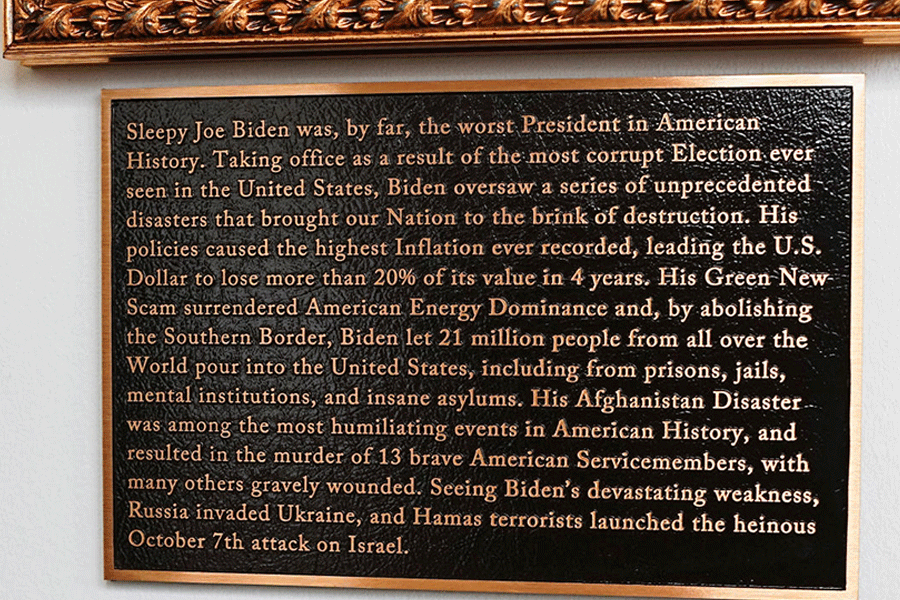 Sleepy Joe Biden was, by far, the worst President in American
History. Taking office as a result of the most corrupt Election ever
seen in the United States, Biden oversaw a series of unprecedented
disasters that brought our Nation to the brink of destruction. His
policies caused the highest Inflation ever recorded, leading the U.S.
Dollar to lose more than 20% of its value in 4 years. His Green New
Scam surrendered American Energy Dominance and, by abolishing
the Southern Border, Biden let 21 million people from all over the
World pour into the United States, including from prisons, jails,
mental institutions, and insane asylums. His Afghanistan Disaster
was among the most humiliating events in American History, and
resulted in the murder of 13 brave American Servicemembers, with
many others gravely wounded. Seeing Biden's devastating weakness,
Russia invaded Ukraine, and Hamas terrorists launched the heinous
October 7th attack on Israel.